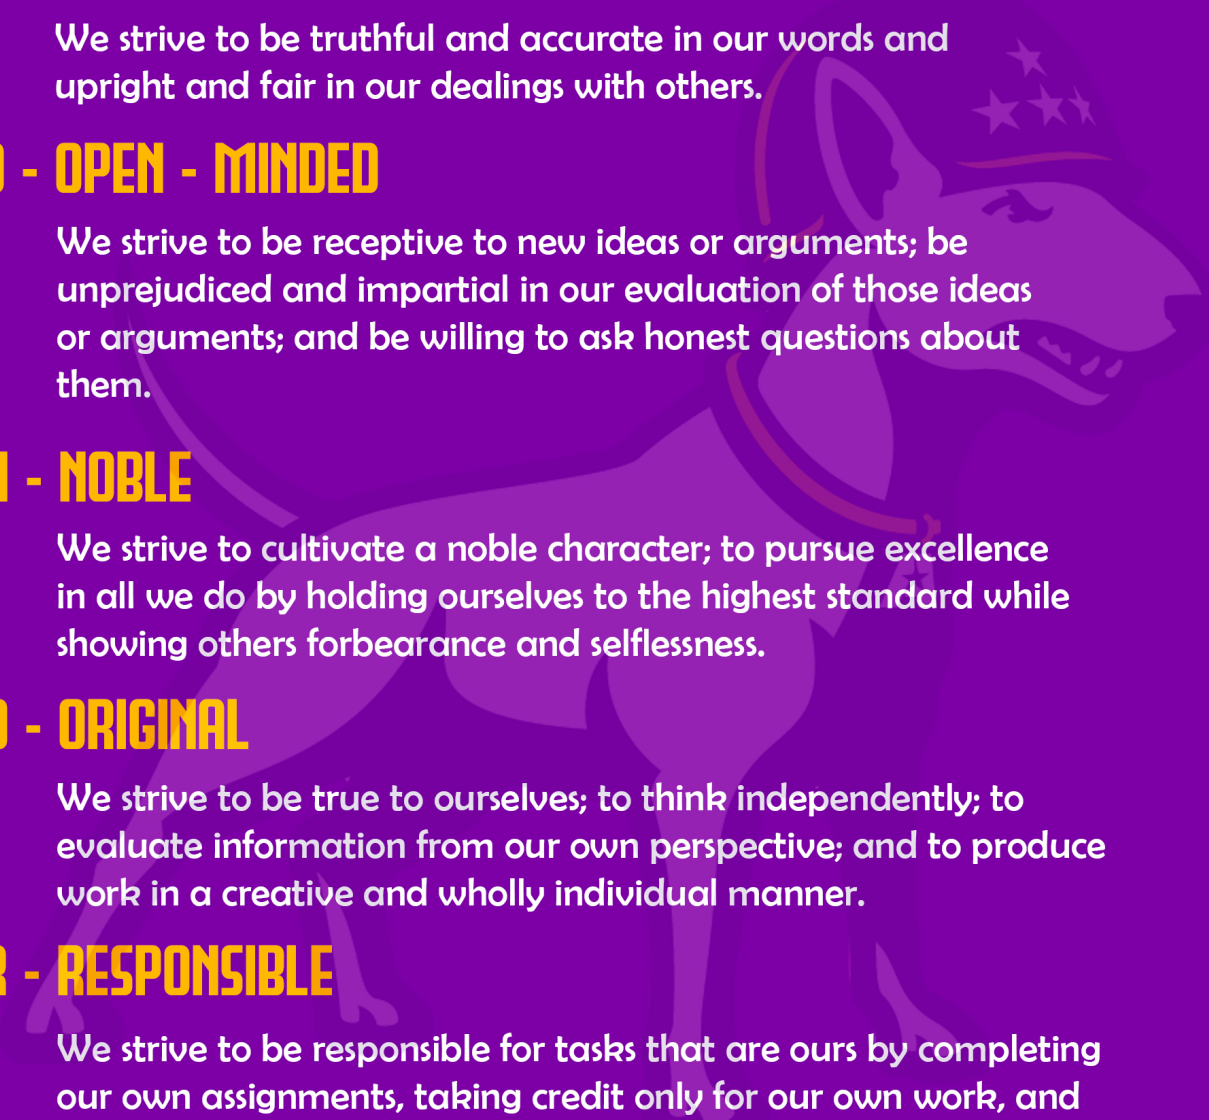 We strive to be truthful and accurate in our words and
upright and fair in our dealings with others.
- OPEN - MINDED
We strive to be receptive to new ideas or arguments; be
unprejudiced and impartial in our evaluation of those ideas
or arguments; and be willing to ask honest questions about
them.
- NOBLE
We strive to cultivate a noble character; to pursue excellence
in all we do by holding ourselves to the highest standard while
showing others forbearance and selflessness.
- ORIGINAL
We strive to be true to ourselves; to think independently; to
evaluate information from our own perspective; and to produce
work in a creative and wholly individual manner.
R - RESPONSIBLE
We strive to be responsible for tasks that are ours by completing
our own assignments, taking credit only for our own work, and